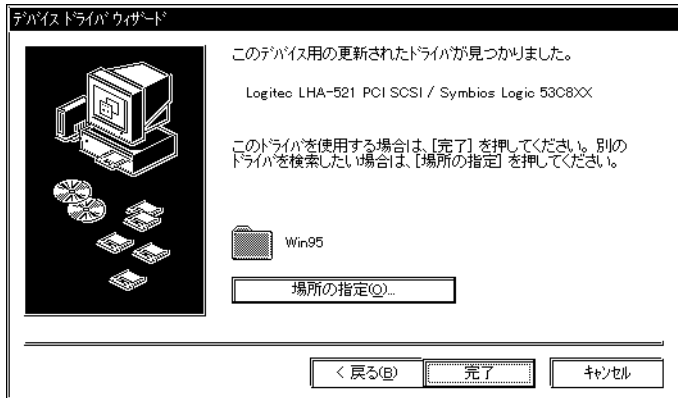 ﾃﾞﾊﾞｲｽ ﾄﾞﾗｲﾊﾞ ｳｨｻﾞｰﾄﾞ
このﾃﾞﾊﾞｲｽ用の更新されたﾄﾞﾗｲﾊﾞが見つかりました。
Logitec LHA-521 PCI SCSI / Symbios Logic 53C8XX
このﾄﾞﾗｲﾊﾞを使用する場合は、[完了] を押してください。別の
ﾄﾞﾗｲﾊﾞを検索したい場合は、[場所の指定] を押してください。
Win95
場所の指定(O)...
< 戻る(B)
完了
ｷｬﾝｾﾙ